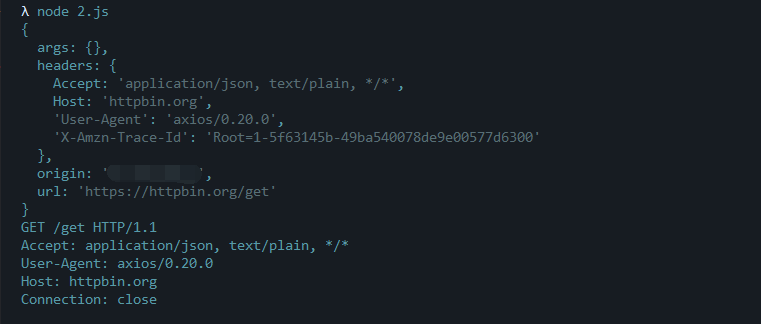 λ node 2.js
{
  args: {},
  headers: {
    Accept: 'application/json, text/plain, */*',
    Host: 'httpbin.org',
    'User-Agent': 'axios/0.20.0',
    'X-Amzn-Trace-Id': 'Root=1-5f63145b-49ba540078de9e00577d6300'
  },
  origin: '',
  url: 'https://httpbin.org/get'
}
GET /get HTTP/1.1
Accept: application/json, text/plain, */*
User-Agent: axios/0.20.0
Host: httpbin.org
Connection: close